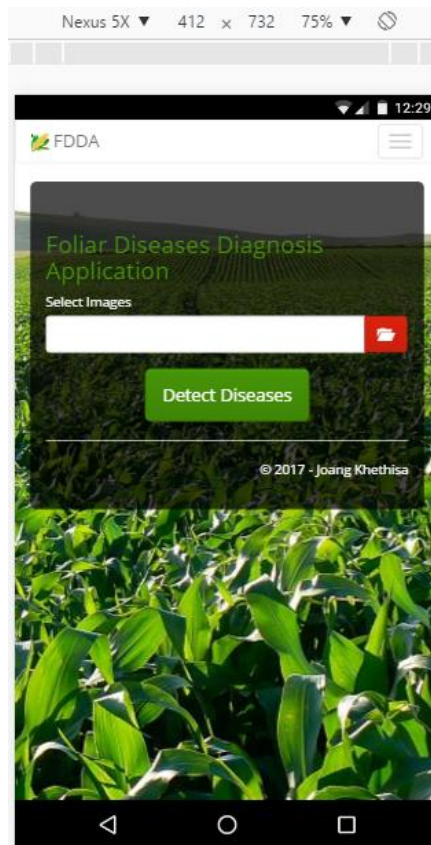 Nexus 5X ▼ 412 × 732 75% ▼
12:29
FDDA
Foliar Diseases Diagnosis
Application
Select Images
Detect Diseases
© 2017 - Joang Khethisa